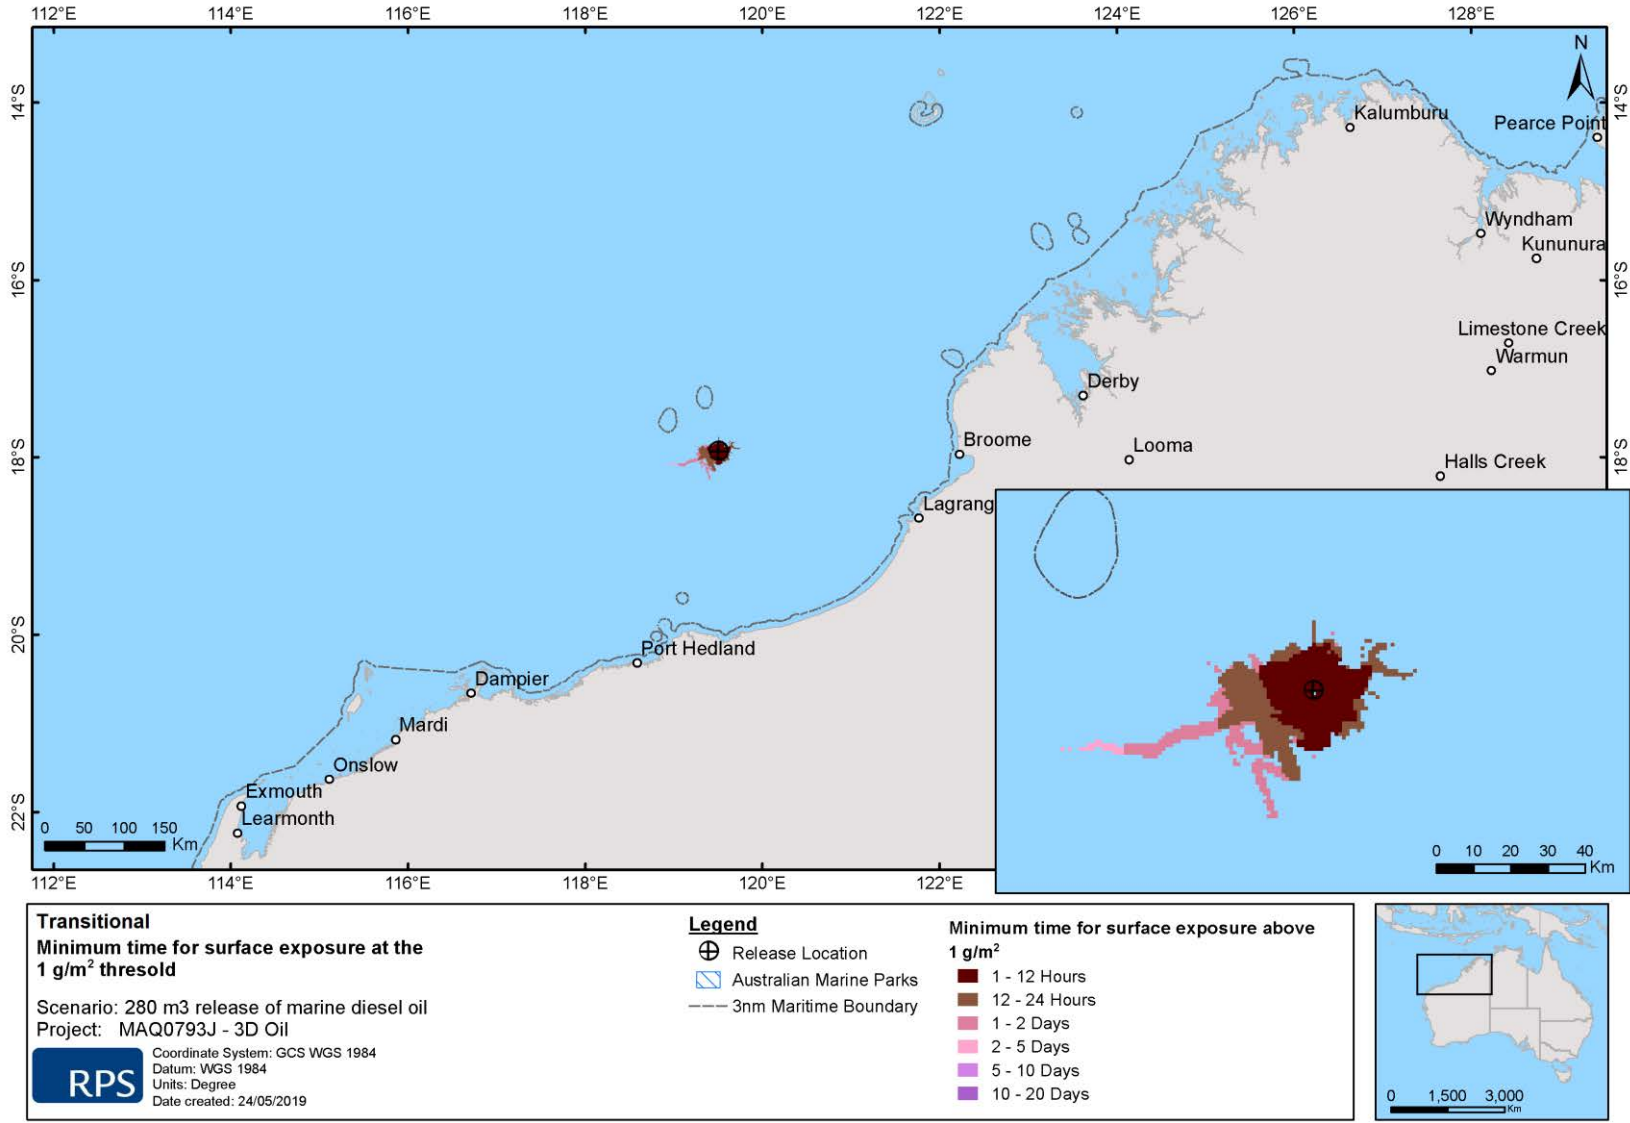 112°E 114°E 116°E 118°E 120°E 122°E 124°E 126°E 128°E
N
14°S
14°S
Kalumburu
Pearce Point
Wyndham
Kununura
16°S
16°S
Limestone Creek
Warmun
Derby
Broome
Looma
18°S
18°S
Halls Creek
Lagrang
20°S
Port Hedland
Dampier
Mardi
Onslow
Exmouth
Learmonth
22°S
0 50 100 150
Km
0 10 20 30 40
Km
112°E 114°E 116°E 118°E 120°E 122°E
Transitional
Minimum time for surface exposure at the
1 g/m² thresold
Scenario: 280 m3 release of marine diesel oil
Project: MAQ0793J - 3D Oil
RPS
Coordinate System: GCS WGS 1984
Datum: WGS 1984
Units: Degree
Date created: 24/05/2019
Legend
Release Location
Australian Marine Parks
3nm Maritime Boundary
Minimum time for surface exposure above
1 g/m²
1 - 12 Hours
12 - 24 Hours
1 - 2 Days
2 - 5 Days
5 - 10 Days
10 - 20 Days
0 1,500 3,000
Km